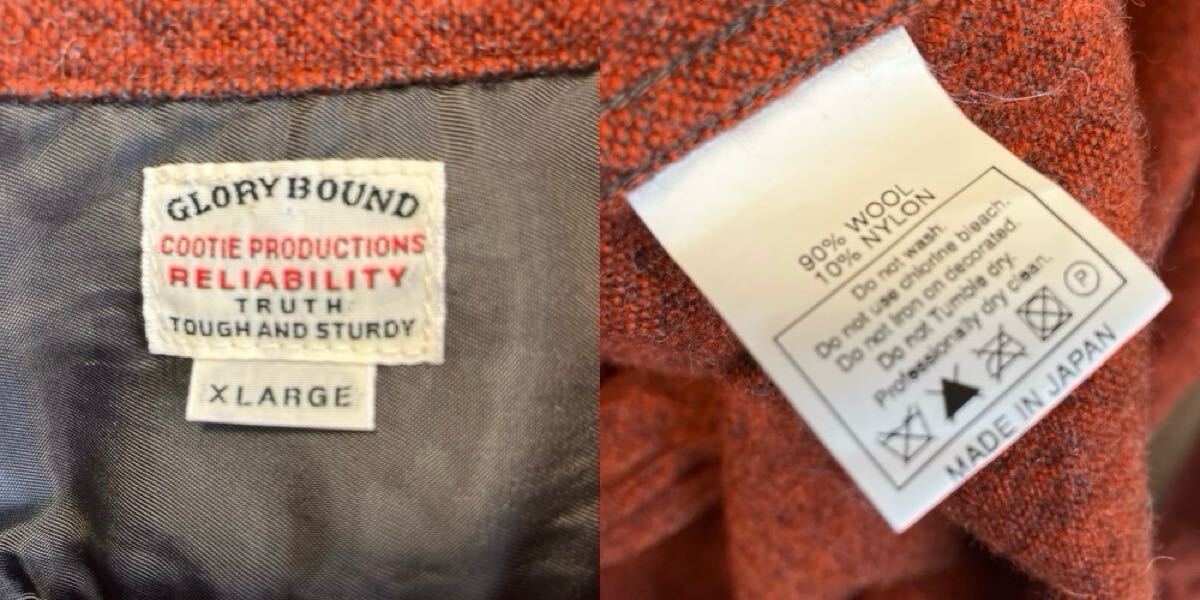 GLORY BOUND
COOTIE PRODUCTIONS
RELIABILITY
TRUTH
TOUGH AND STURDY
X LARGE
90% WOOL
10% NYLON
Do not wash.
Do not use chlorine bleach.
Do not Iron on decorated.
Do not Tumble dry.
Professionally dry clean.
P
MADE IN JAPAN